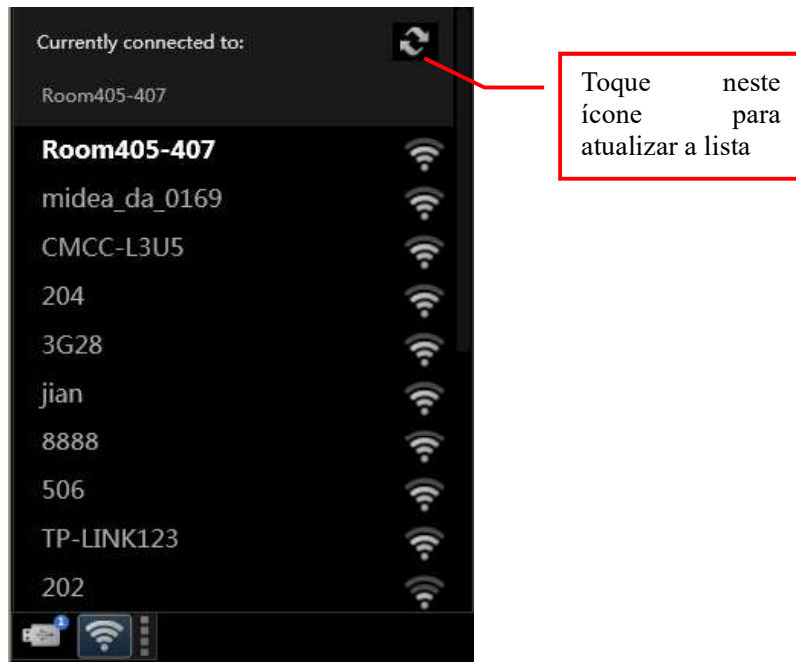 Currently connected to:
Room405-407
Room405-407
midea_da_0169
CMCC-L3U5
204
3G28
jian
8888
506
TP-LINK123
202
1
Toque neste
ícone para
atualizar a lista